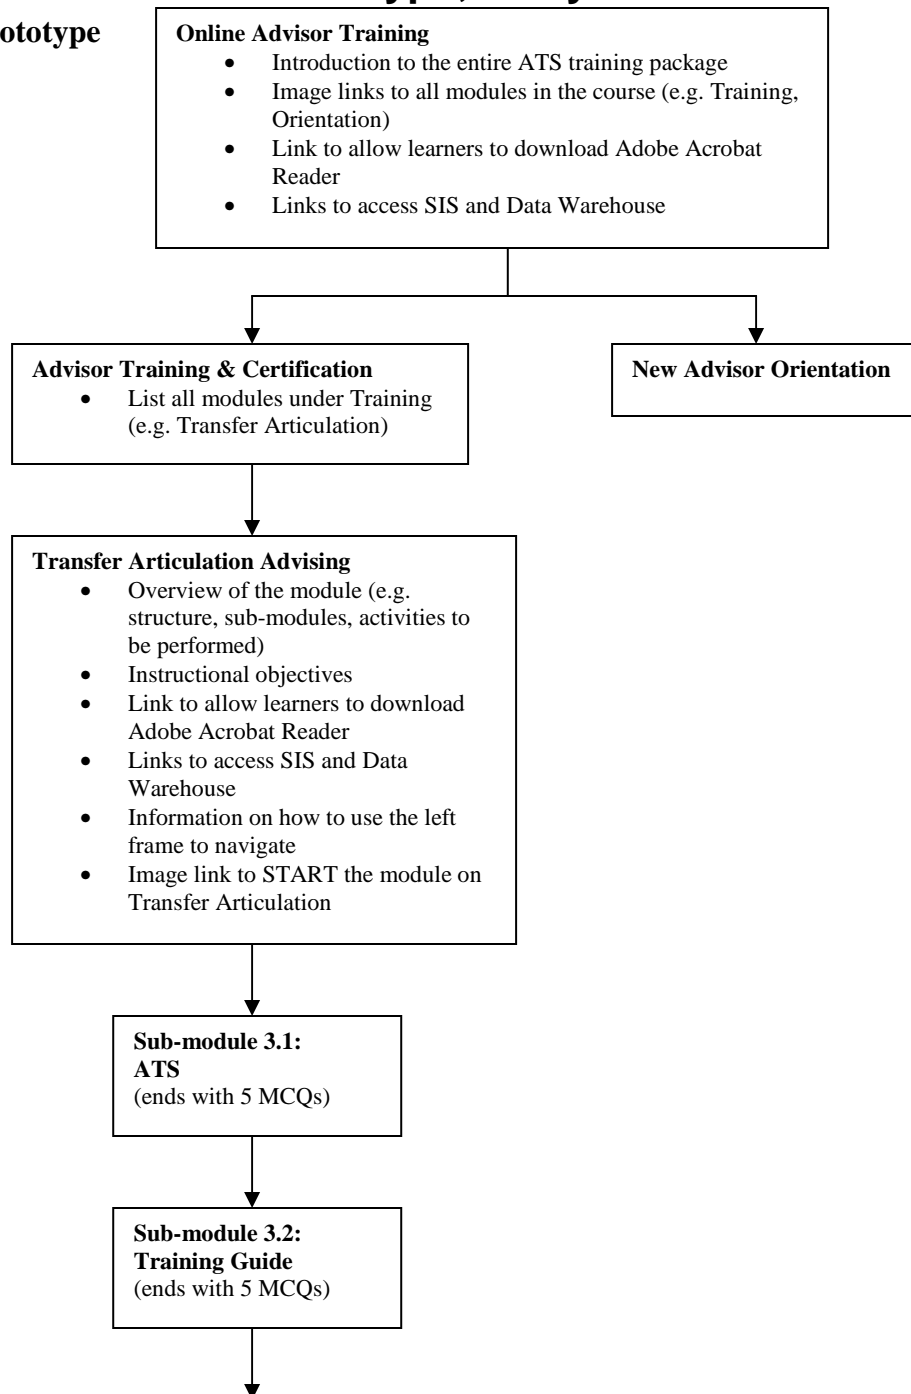 ototype
Online Advisor Training
• Introduction to the entire ATS training package
• Image links to all modules in the course (e.g. Training,
Orientation)
• Link to allow learners to download Adobe Acrobat
Reader
• Links to access SIS and Data Warehouse
Advisor Training & Certification
• List all modules under Training
(e.g. Transfer Articulation)
New Advisor Orientation
Transfer Articulation Advising
• Overview of the module (e.g.
structure, sub-modules, activities to
be performed)
• Instructional objectives
• Link to allow learners to download
Adobe Acrobat Reader
• Links to access SIS and Data
Warehouse
• Information on how to use the left
frame to navigate
• Image link to START the module on
Transfer Articulation
Sub-module 3.1:
ATS
(ends with 5 MCQs)
Sub-module 3.2:
Training Guide
(ends with 5 MCQs)